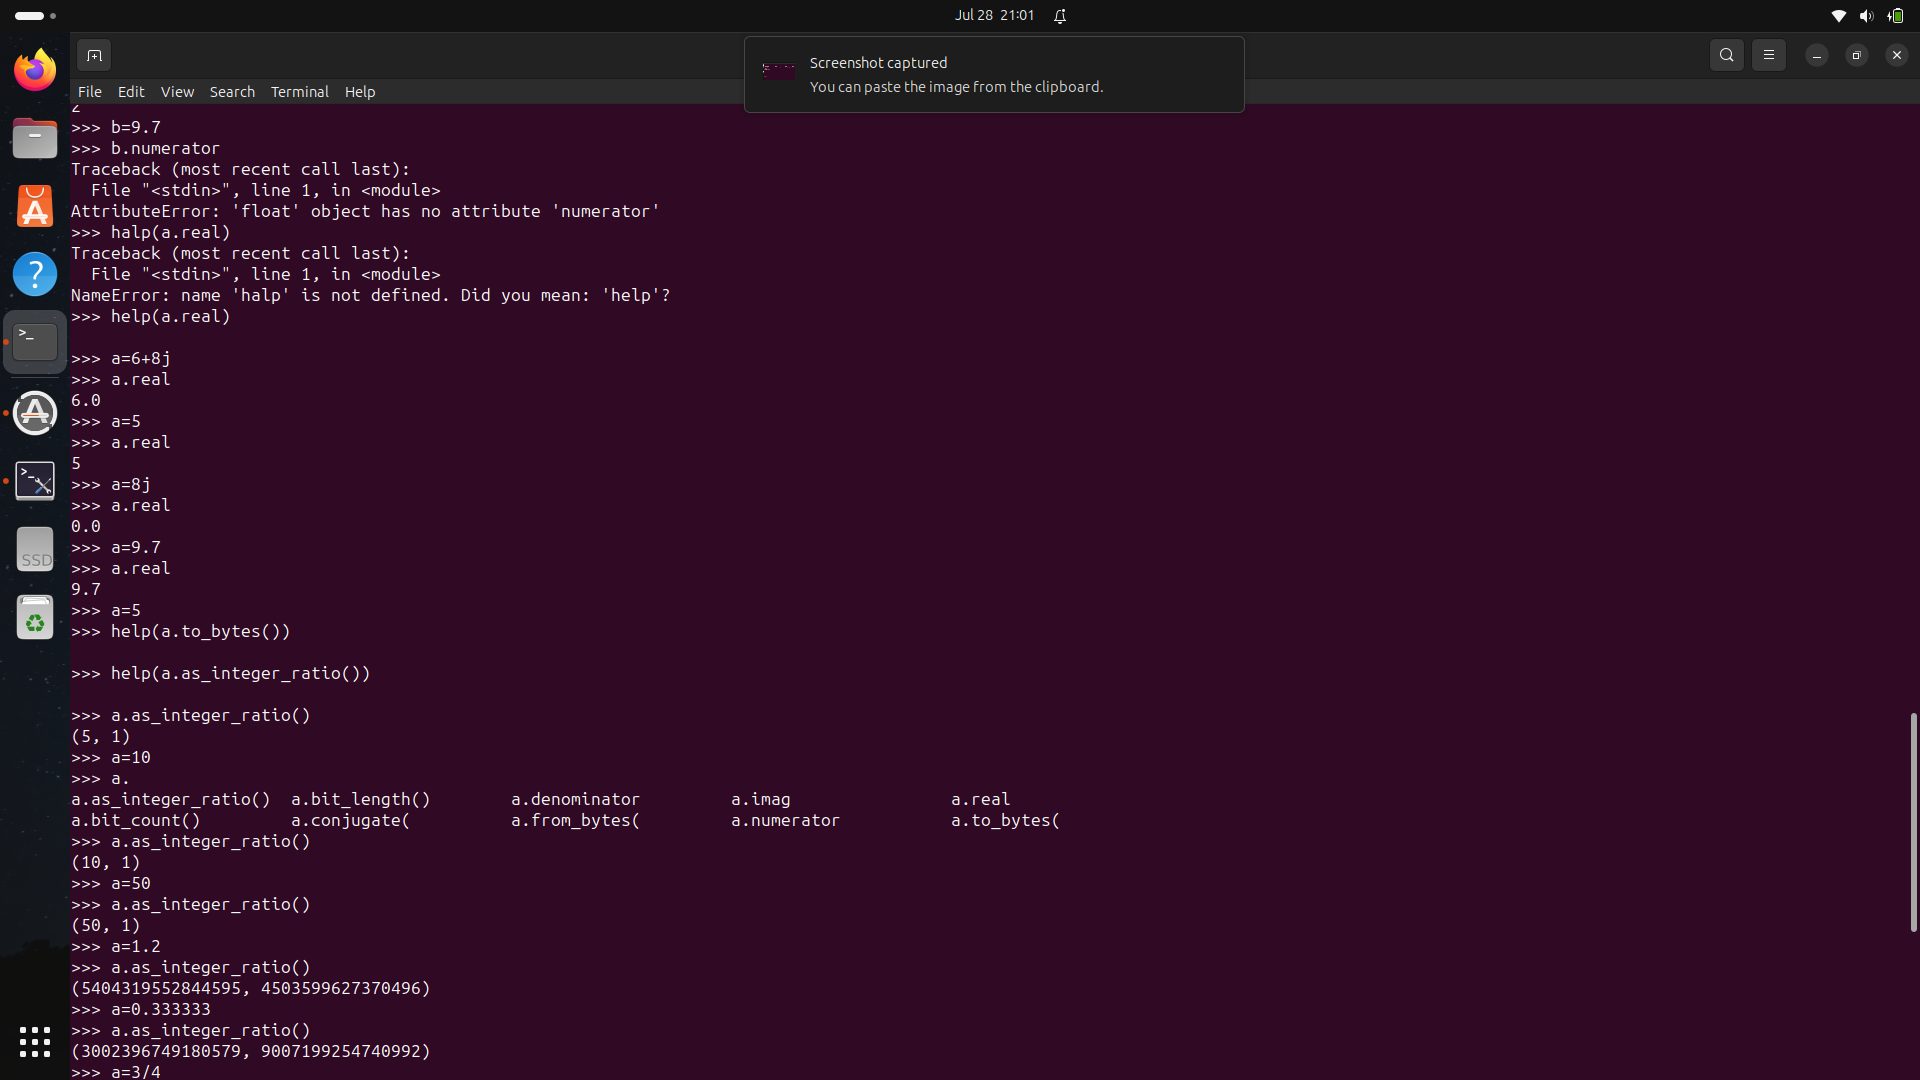 Jul 28 21:01
Screenshot captured
You can paste the image from the clipboard.
File Edit View Search Terminal Help
2
>>> b=9.7
>>> b.numerator
Traceback (most recent call last):
  File "<stdin>", line 1, in <module>
AttributeError: 'float' object has no attribute 'numerator'
>>> halp(a.real)
Traceback (most recent call last):
  File "<stdin>", line 1, in <module>
NameError: name 'halp' is not defined. Did you mean: 'help'?
>>> help(a.real)
>>> a=6+8j
>>> a.real
6.0
>>> a=5
>>> a.real
5
>>> a=8j
>>> a.real
0.0
>>> a=9.7
>>> a.real
9.7
>>> a=5
>>> help(a.to_bytes())
>>> help(a.as_integer_ratio())
>>> a.as_integer_ratio()
(5, 1)
>>> a=10
>>> a.
a.as_integer_ratio()  a.bit_length()        a.denominator         a.imag                a.real
a.bit_count()         a.conjugate(          a.from_bytes(         a.numerator           a.to_bytes(
>>> a.as_integer_ratio()
(10, 1)
>>> a=50
>>> a.as_integer_ratio()
(50, 1)
>>> a=1.2
>>> a.as_integer_ratio()
(5404319552844595, 4503599627370496)
>>> a=0.333333
>>> a.as_integer_ratio()
(3002396749180579, 9007199254740992)
>>> a=3/4
SSD